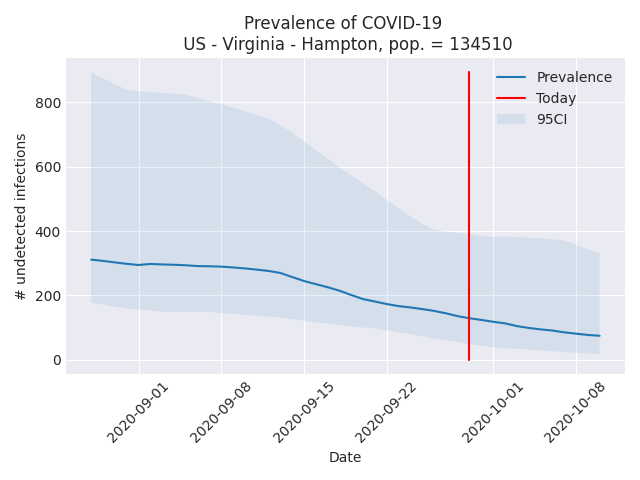 Prevalence of COVID-19
US - Virginia - Hampton, pop. = 134510
Prevalence
Today
95CI
# undetected infections
800
600
400
200
0
2020-09-01
2020-09-08
2020-09-15
2020-09-22
2020-10-01
2020-10-08
Date